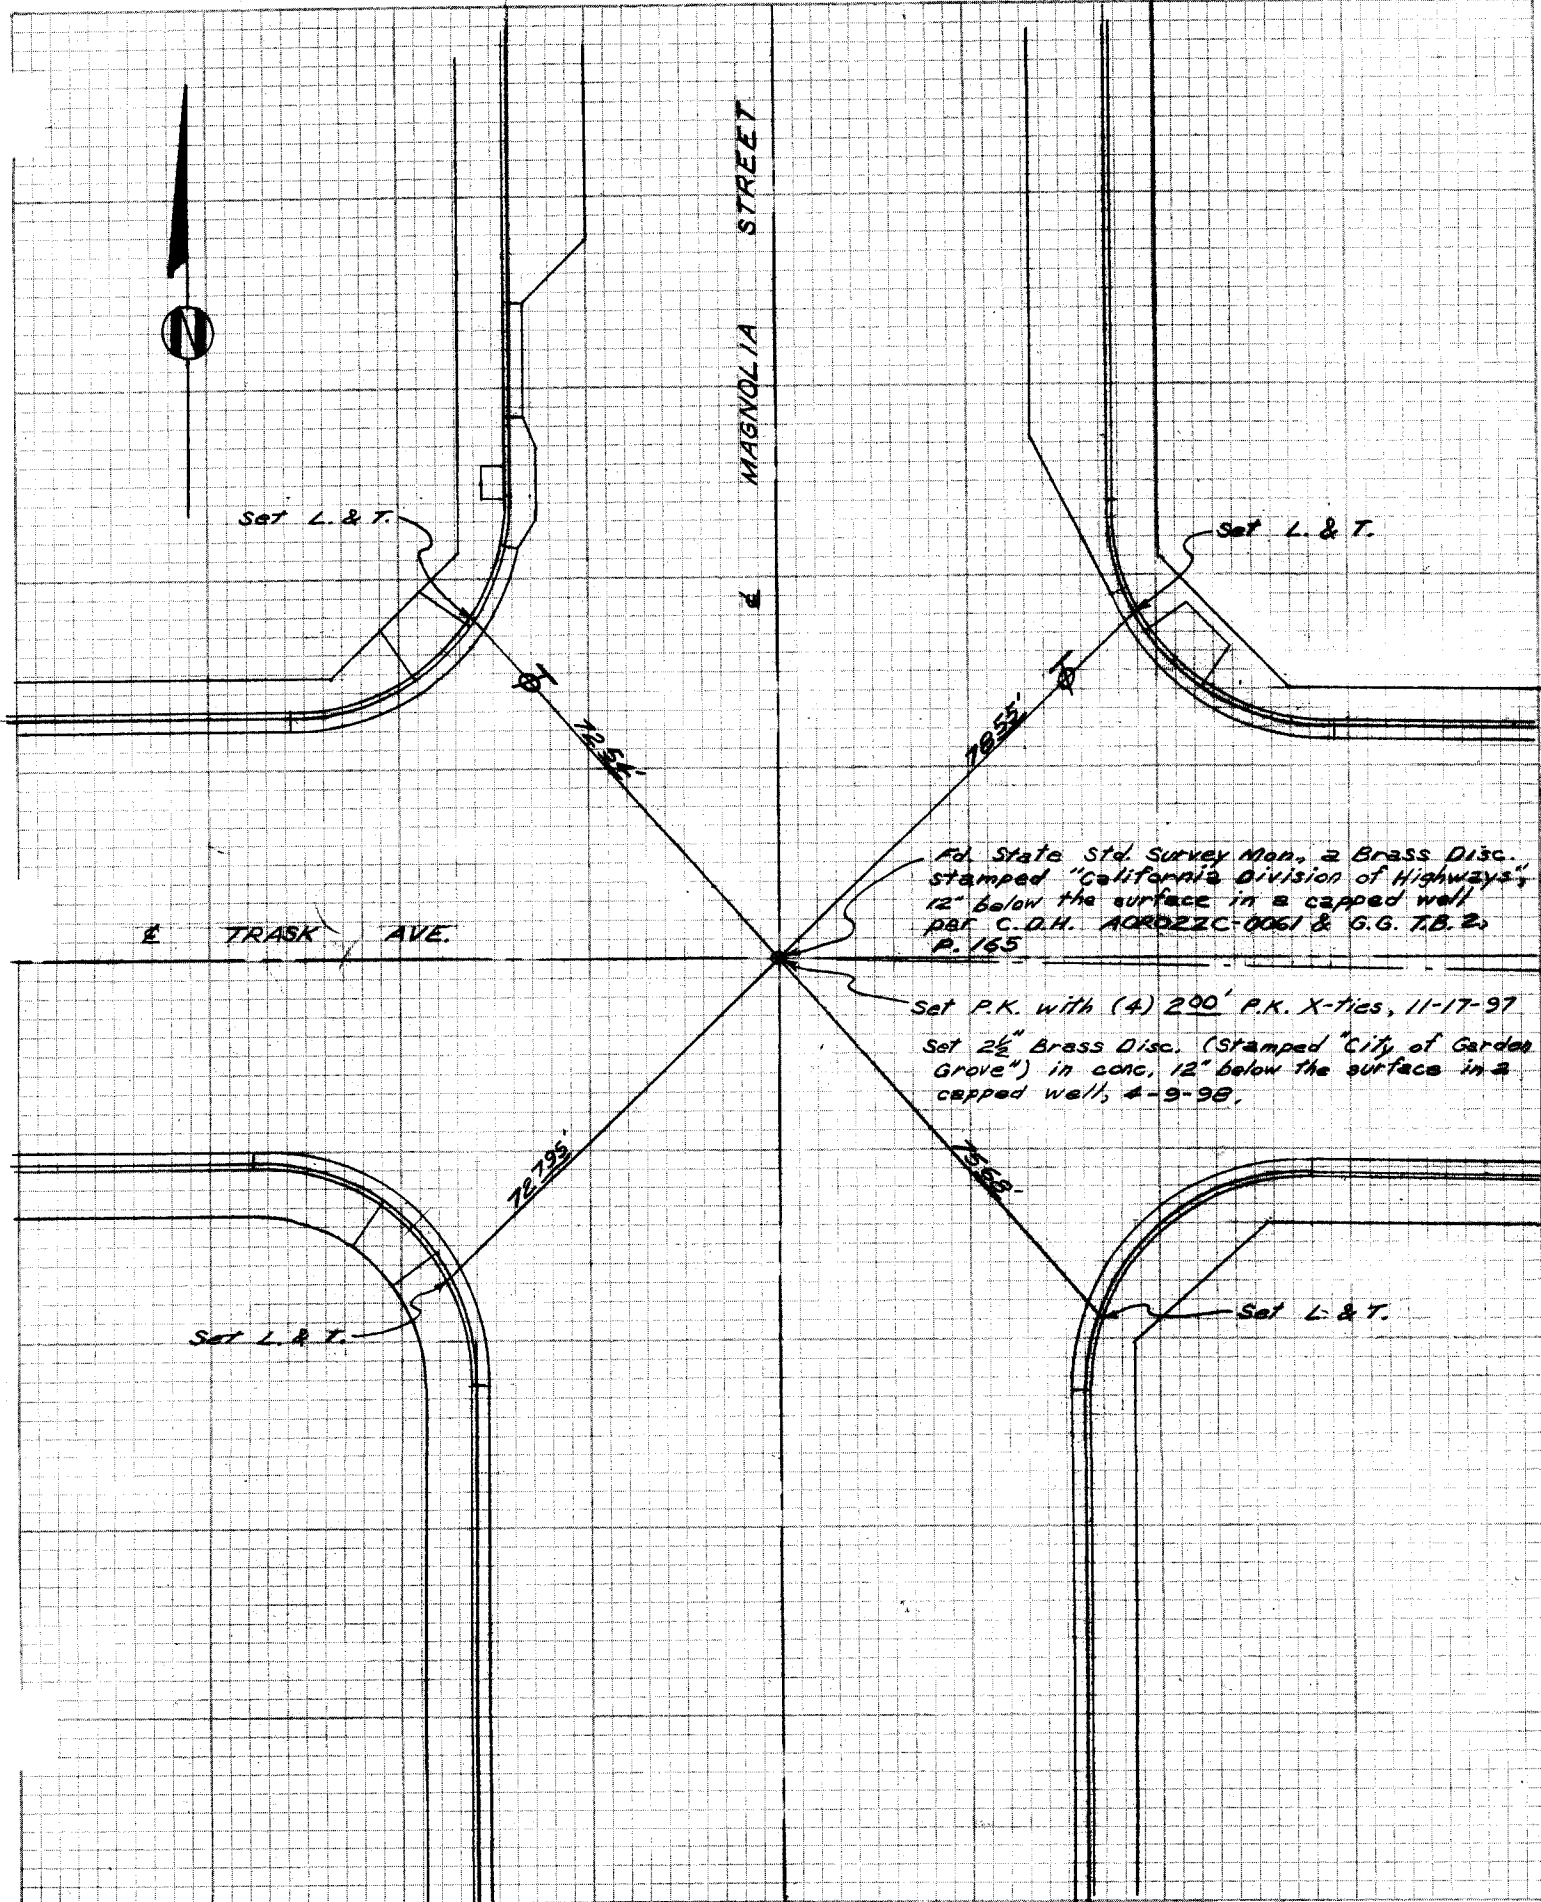 MAGNOLIA STREET
N
Set L. & T.
Set L. & T.
℄
72.54'
78.55'
Fd. State Std. Survey Mon., a Brass Disc.
stamped "California Division of Highways",
12" below the surface in a capped well
per C.D.H. & G.G. T.B. 2,
P. 165
℄ TRASK AVE.
Set P.K. with (4) 2.00' P.K. X-ties, 11-17-97
Set 2½" Brass Disc. (Stamped "City of Garden
Grove") in conc. 12" below the surface in a
capped well, 4-9-98.
72.795'
75.68
Set L. & T.
Set L. & T.